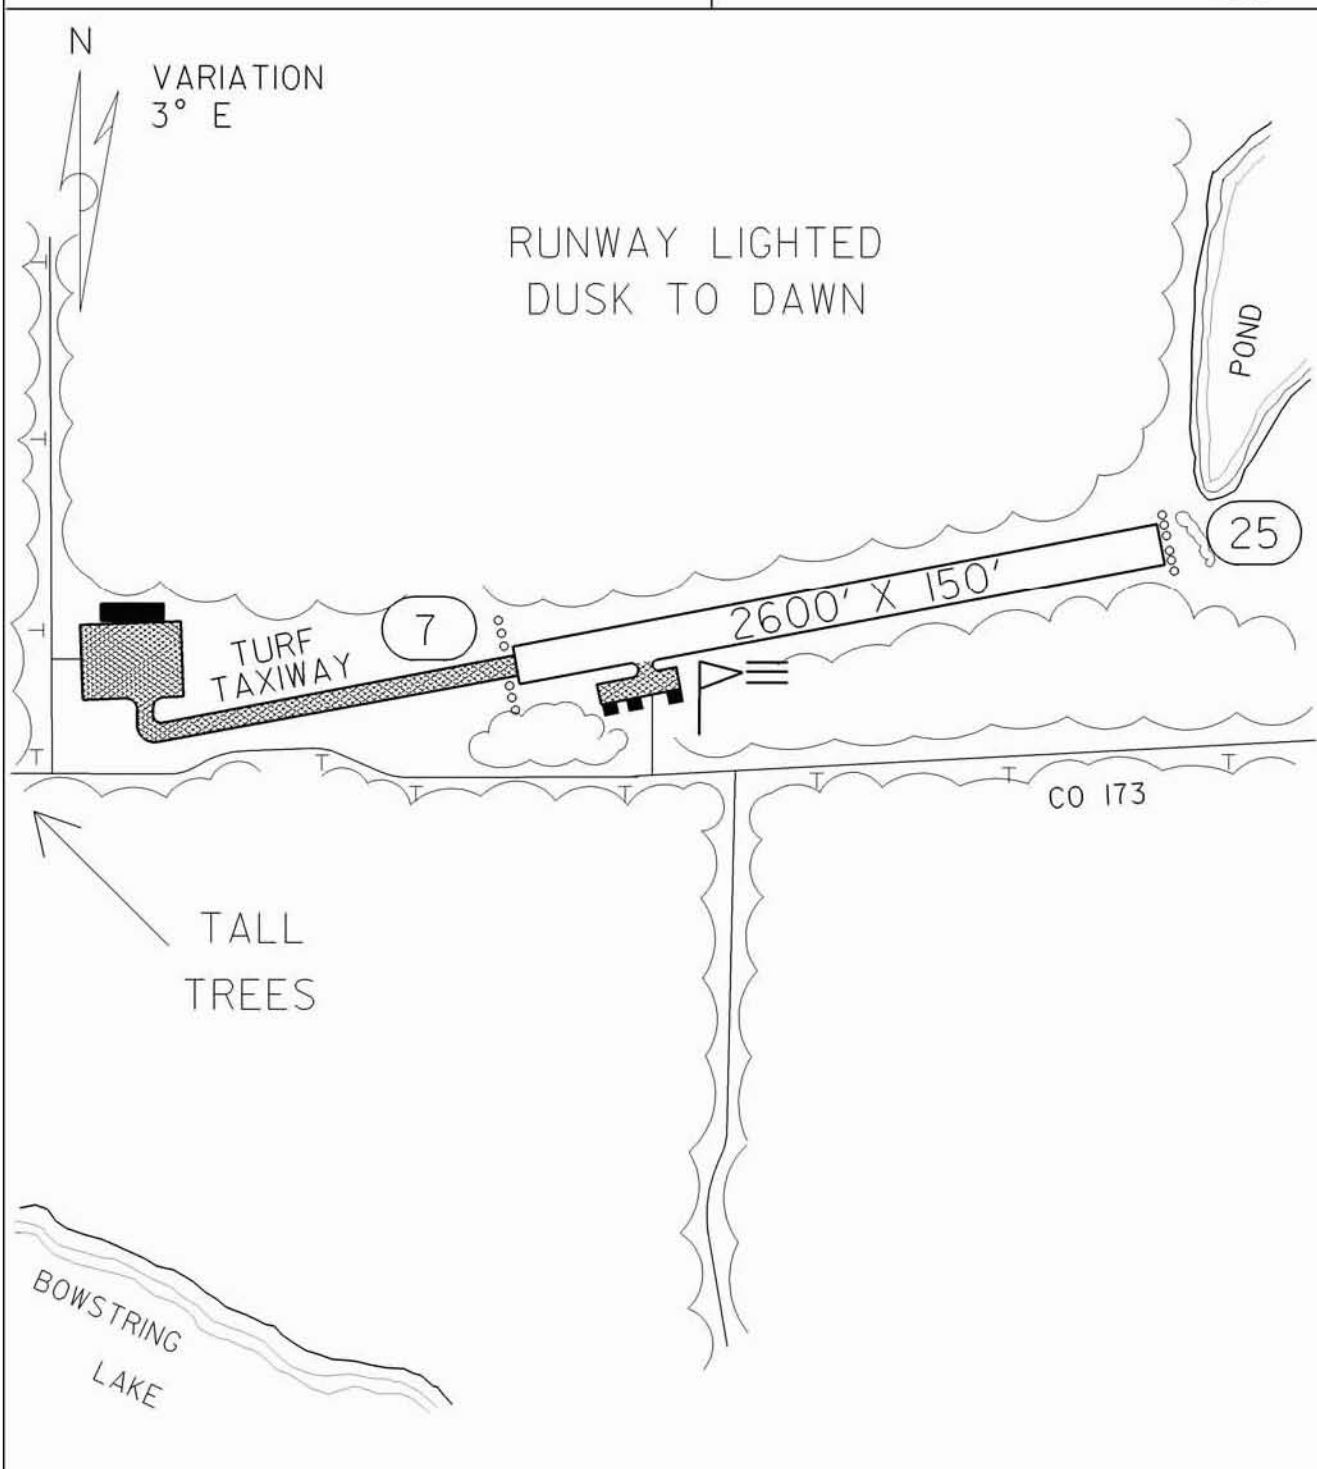 N
VARIATION
3° E
RUNWAY LIGHTED
DUSK TO DAWN
POND
25
2600' X 150'
7
TURF
TAXIWAY
CO 173
TALL
TREES
BOWSTRING
LAKE